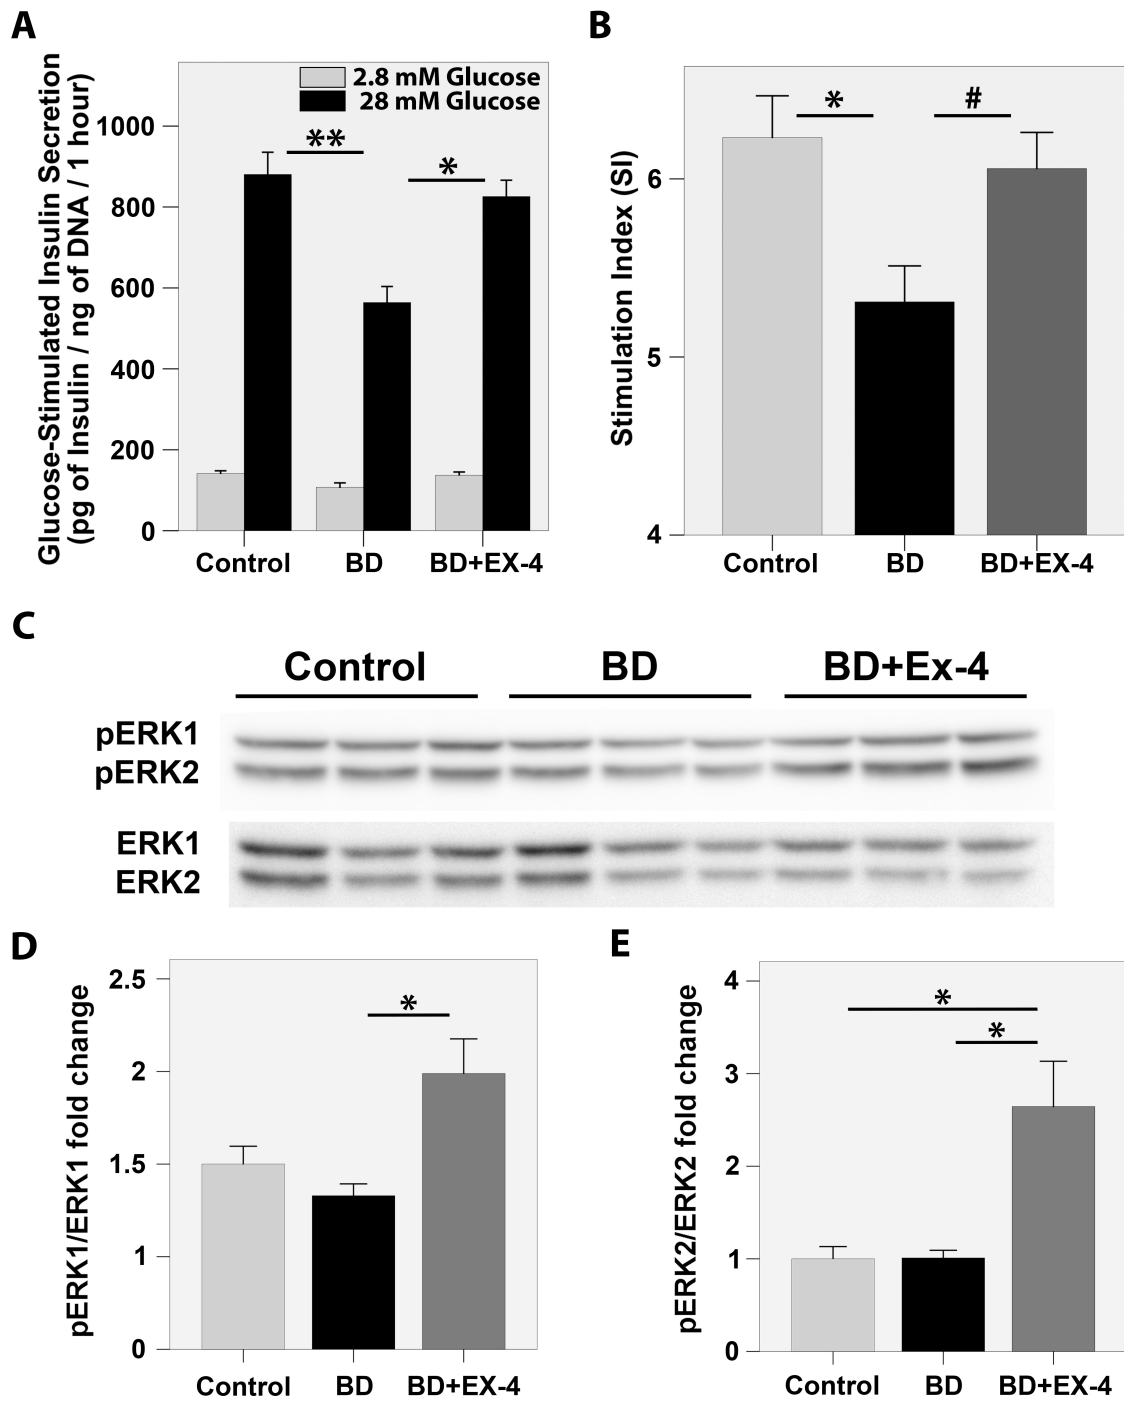 A
Glucose-Stimulated Insulin Secretion
(pg of Insulin / ng of DNA / 1 hour)
2.8 mM Glucose
28 mM Glucose
1000
800
600
400
200
0
**
*
Control BD BD+EX-4
B
Stimulation Index (SI)
6
5
4
*
#
Control BD BD+EX-4
C
Control BD BD+Ex-4
pERK1
pERK2
ERK1
ERK2
D
pERK1/ERK1 fold change
2.5
2
1.5
1
0
*
Control BD BD+EX-4
E
pERK2/ERK2 fold change
4
3
2
1
0
*
*
Control BD BD+EX-4